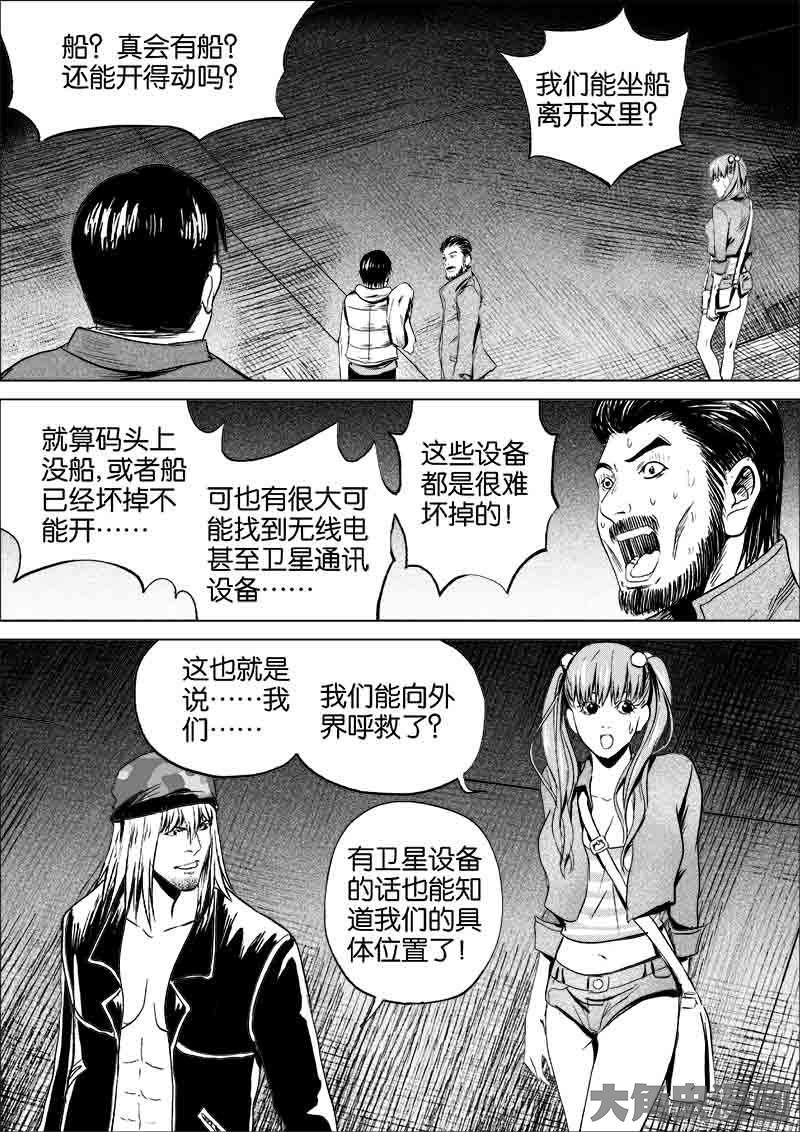 船？真会有船？
还能开得动吗？
我们能坐船
离开这里？
就算码头上
没船，或者船
已经坏掉不
能开……
可也有很大可
能找到无线电
甚至卫星通讯
设备……
这些设备
都是很难
坏掉的！
这也就是
说……我
们……
我们能向外
界呼救了？
有卫星设备
的话也能知
道我们的具
体位置了！
大角虫漫画